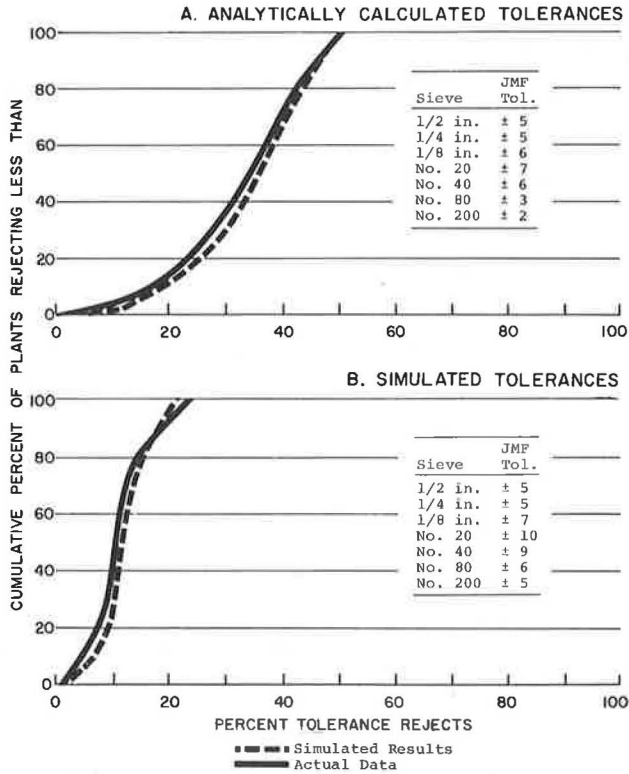 A. ANALYTICALLY CALCULATED TOLERANCES
CUMULATIVE PERCENT OF PLANTS REJECTING LESS THAN
100
80
60
40
20
0
JMF
Sieve Tol.
1/2 in. ± 5
1/4 in. ± 5
1/8 in. ± 6
No. 20 ± 7
No. 40 ± 6
No. 80 ± 3
No. 200 ± 2
0 20 40 60 80 100
B. SIMULATED TOLERANCES
100
80
60
40
20
0
JMF
Sieve Tol.
1/2 in. ± 5
1/4 in. ± 5
1/8 in. ± 7
No. 20 ± 10
No. 40 ± 9
No. 80 ± 6
No. 200 ± 5
0 20 40 60 80 100
PERCENT TOLERANCE REJECTS
Simulated Results
Actual Data